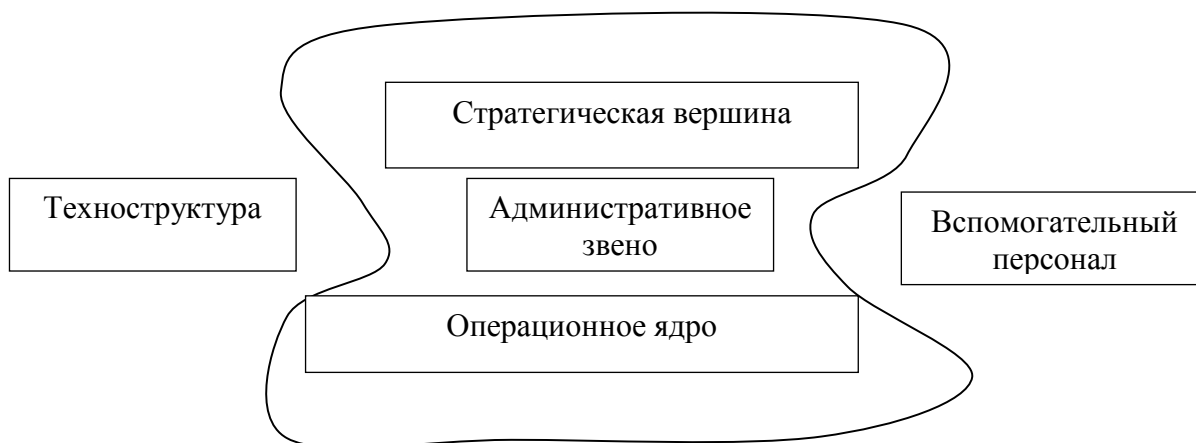 Стратегическая вершина
Техноструктура
Административное
звено
Вспомогательный
персонал
Операционное ядро